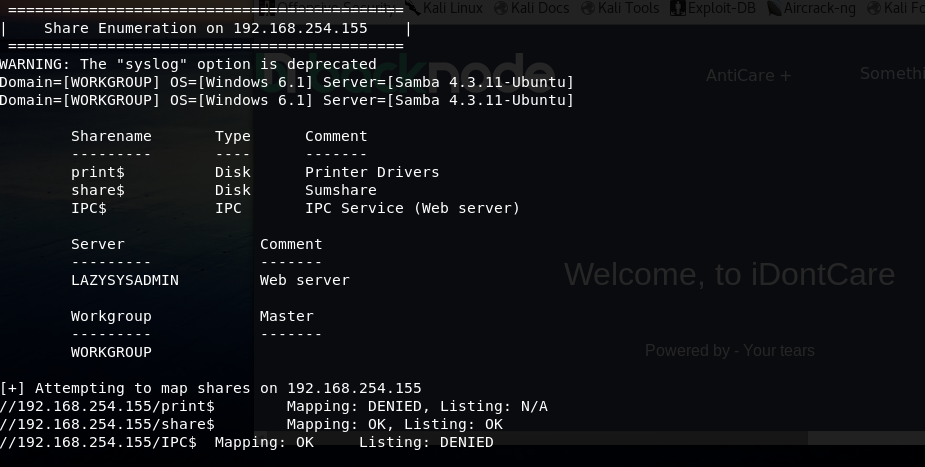 Offensive Security Kali Linux Kali Docs Kali Tools Exploit-DB Aircrack-ng Kali Fo
===========================================
|    Share Enumeration on 192.168.254.155    |
===========================================
WARNING: The "syslog" option is deprecated
Domain=[WORKGROUP] OS=[Windows 6.1] Server=[Samba 4.3.11-Ubuntu]
Domain=[WORKGROUP] OS=[Windows 6.1] Server=[Samba 4.3.11-Ubuntu]
AntiCare + Somethi
Sharename       Type      Comment
---------       ----      -------
print$          Disk      Printer Drivers
share$          Disk      Sumshare
IPC$            IPC       IPC Service (Web server)
Server               Comment
---------            -------
LAZYSYSADMIN         Web server
Welcome, to iDontCare
Workgroup            Master
---------            -------
WORKGROUP
Powered by - Your tears
[+] Attempting to map shares on 192.168.254.155
//192.168.254.155/print$        Mapping: DENIED, Listing: N/A
//192.168.254.155/share$        Mapping: OK, Listing: OK
//192.168.254.155/IPC$  Mapping: OK     Listing: DENIED